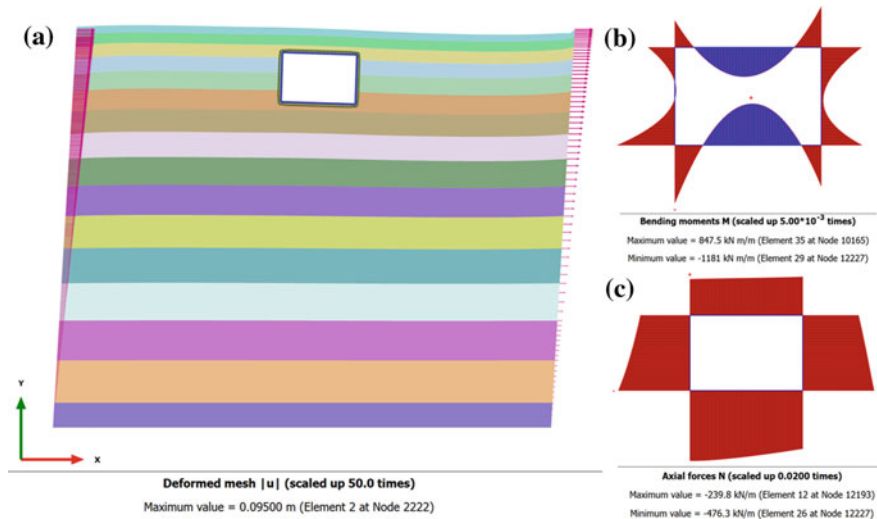 (a)
Y
X
Deformed mesh |u| (scaled up 50.0 times)
Maximum value = 0.09500 m (Element 2 at Node 2222)
(b)
Bending moments M (scaled up 5.00*10⁻³ times)
Maximum value = 847.5 kN m/m (Element 35 at Node 10165)
Minimum value = -1181 kN m/m (Element 29 at Node 12227)
(c)
Axial forces N (scaled up 0.0200 times)
Maximum value = -239.8 kN/m (Element 12 at Node 12193)
Minimum value = -476.3 kN/m (Element 26 at Node 12227)